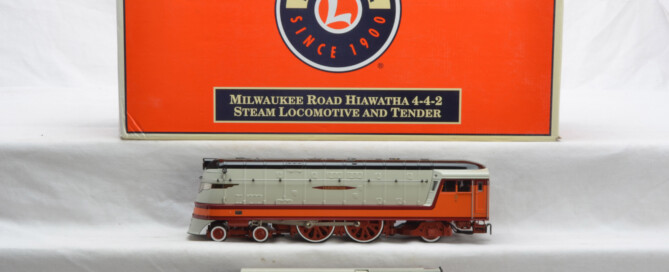 L
SINCE 1900
®
MILWAUKEE ROAD HIAWATHA 4-4-2
STEAM LOCOMOTIVE AND TENDER